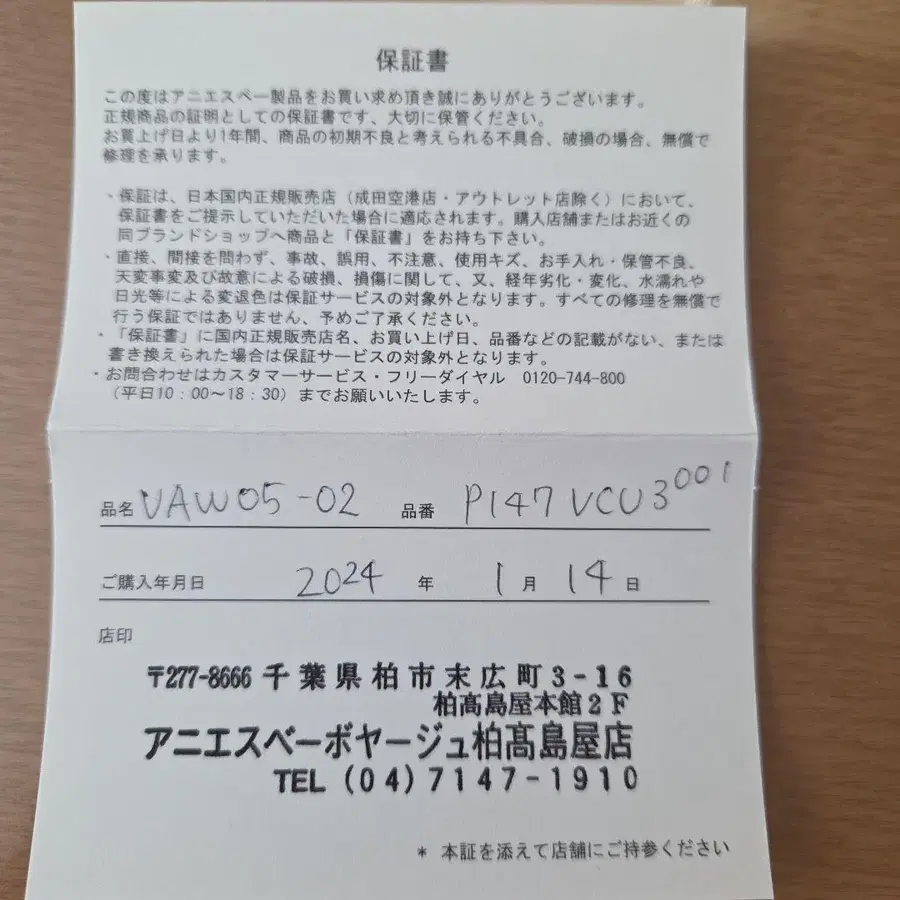 保証書
この度はアニエスベー製品をお買い求め頂き誠にありがとうございます。
正規商品の証明としての保証書です、大切に保管ください。
お買上げ日より1年間、商品の初期不良と考えられる不具合、破損の場合、無償で
修理を承ります。
・保証は、日本国内正規販売店（成田空港店・アウトレット店除く）において、
保証書をご提示していただいた場合に適応されます。購入店舗またはお近くの
同ブランドショップへ商品と「保証書」をお持ち下さい。
・直接、間接を問わず、事故、誤用、不注意、使用キズ、お手入れ・保管不良、
天変事変及び故意による破損、損傷に関して、又、経年劣化・変化、水濡れや
日光等による変退色は保証サービスの対象外となります。すべての修理を無償で
行う保証ではありません、予めご了承ください。
・「保証書」に国内正規販売店名、お買い上げ日、品番などの記載がない、または
書き換えられた場合は保証サービスの対象外となります。
・お問合わせはカスタマーサービス・フリーダイヤル 0120-744-800
（平日10：00～18：30）までお願いいたします。
品名 VAW05-02 品番 P147VCU3001
ご購入年月日 2024 年 1 月 14 日
店印
〒277-8666 千葉県柏市末広町3-16
柏髙島屋本館2F
アニエスベーボヤージュ柏髙島屋店
TEL (04)7147-1910
* 本証を添えて店舗にご持参ください